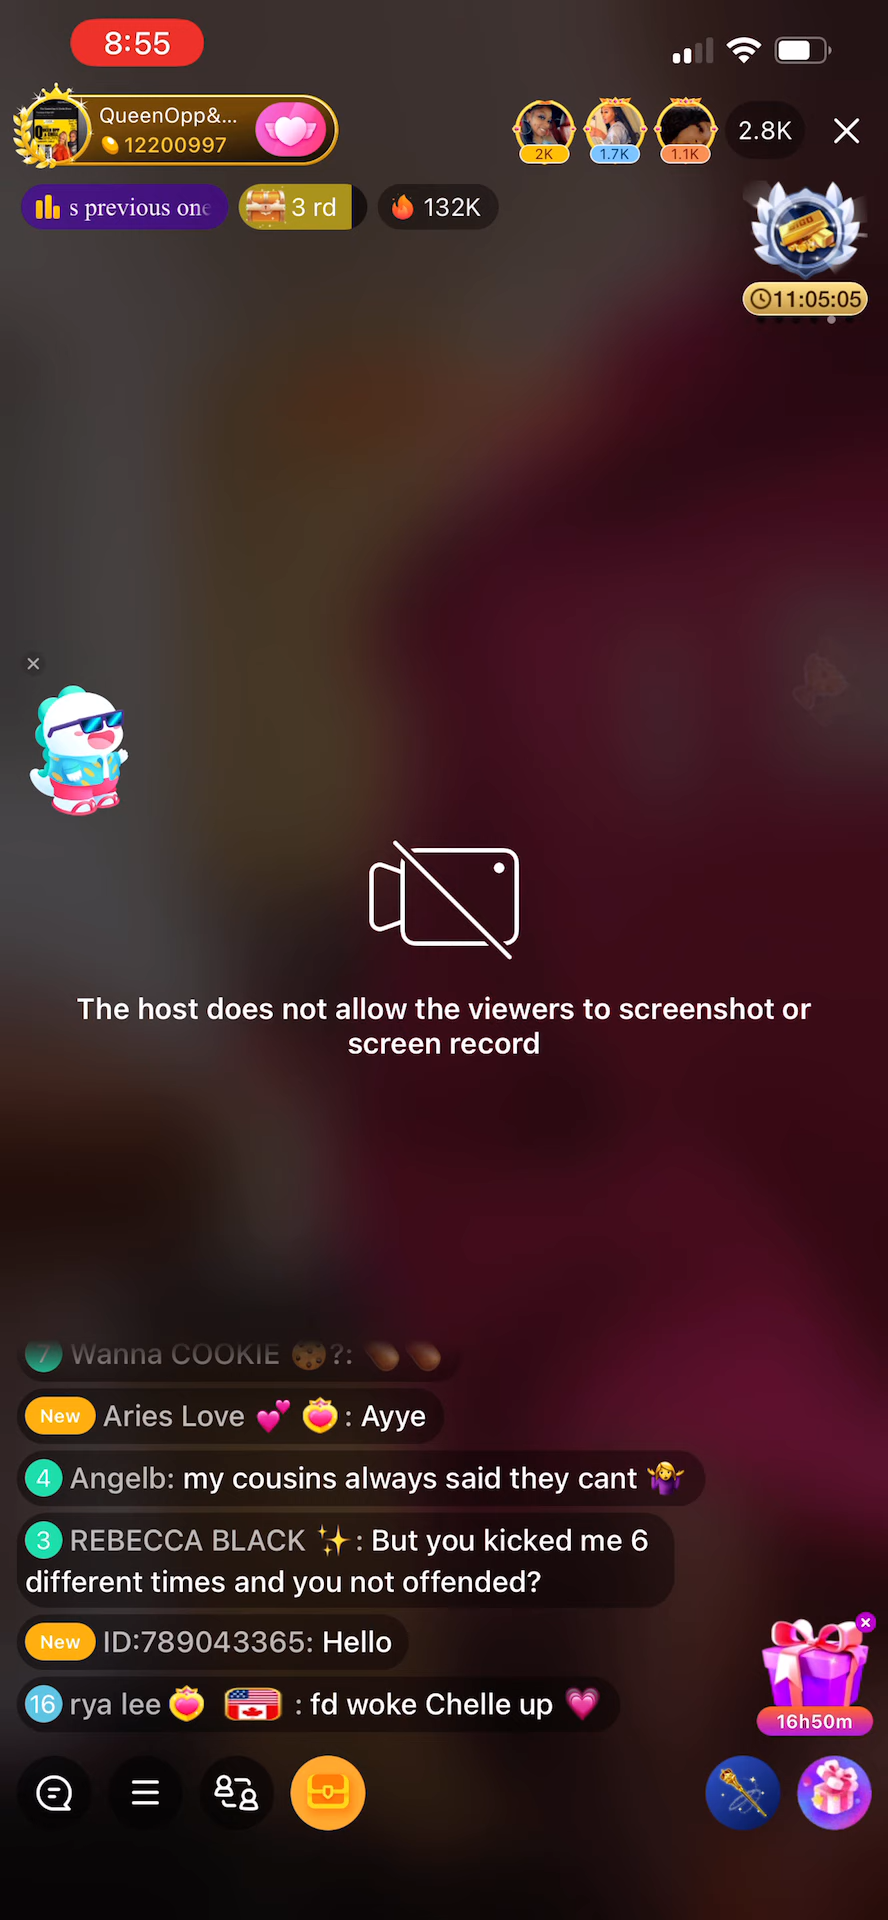 8:55
QueenOpp&...
12200997
2K
1.7K
1.1K
2.8K
s previous one
3 rd
132K
11:05:05
The host does not allow the viewers to screenshot or
screen record
7 Wanna COOKIE 🍪?: 🥔🥔
New Aries Love 💕 : Ayye
4 Angelb: my cousins always said they cant 🤷‍♀️
3 REBECCA BLACK ✨: But you kicked me 6
different times and you not offended?
New ID:789043365: Hello
16 rya lee : fd woke Chelle up 💗
16h50m